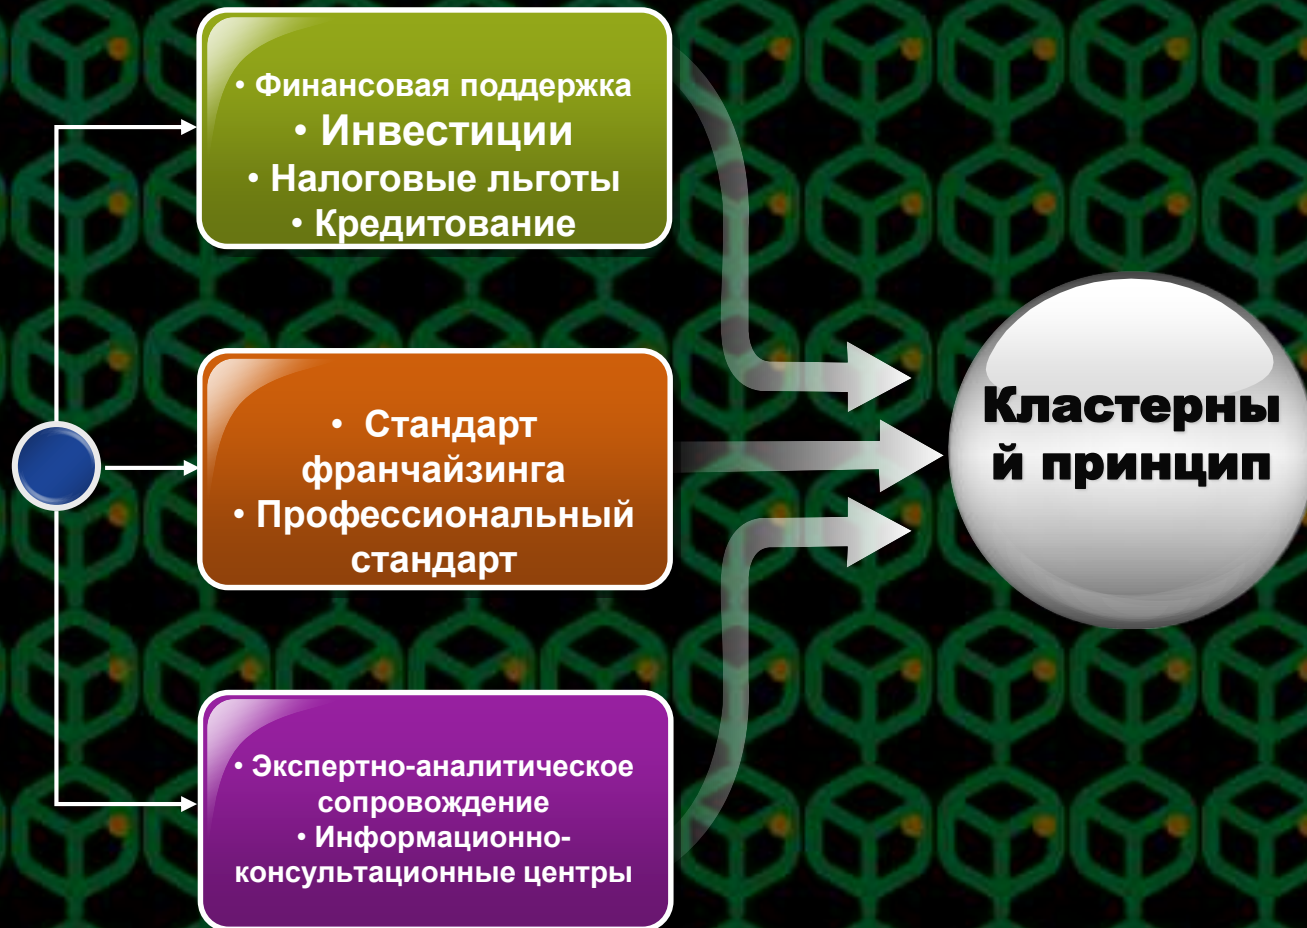 • Финансовая поддержка
• Инвестиции
• Налоговые льготы
• Кредитование
• Стандарт
франчайзинга
• Профессиональный
стандарт
• Экспертно-аналитическое
сопровождение
• Информационно-
консультационные центры
Кластерны
й принцип